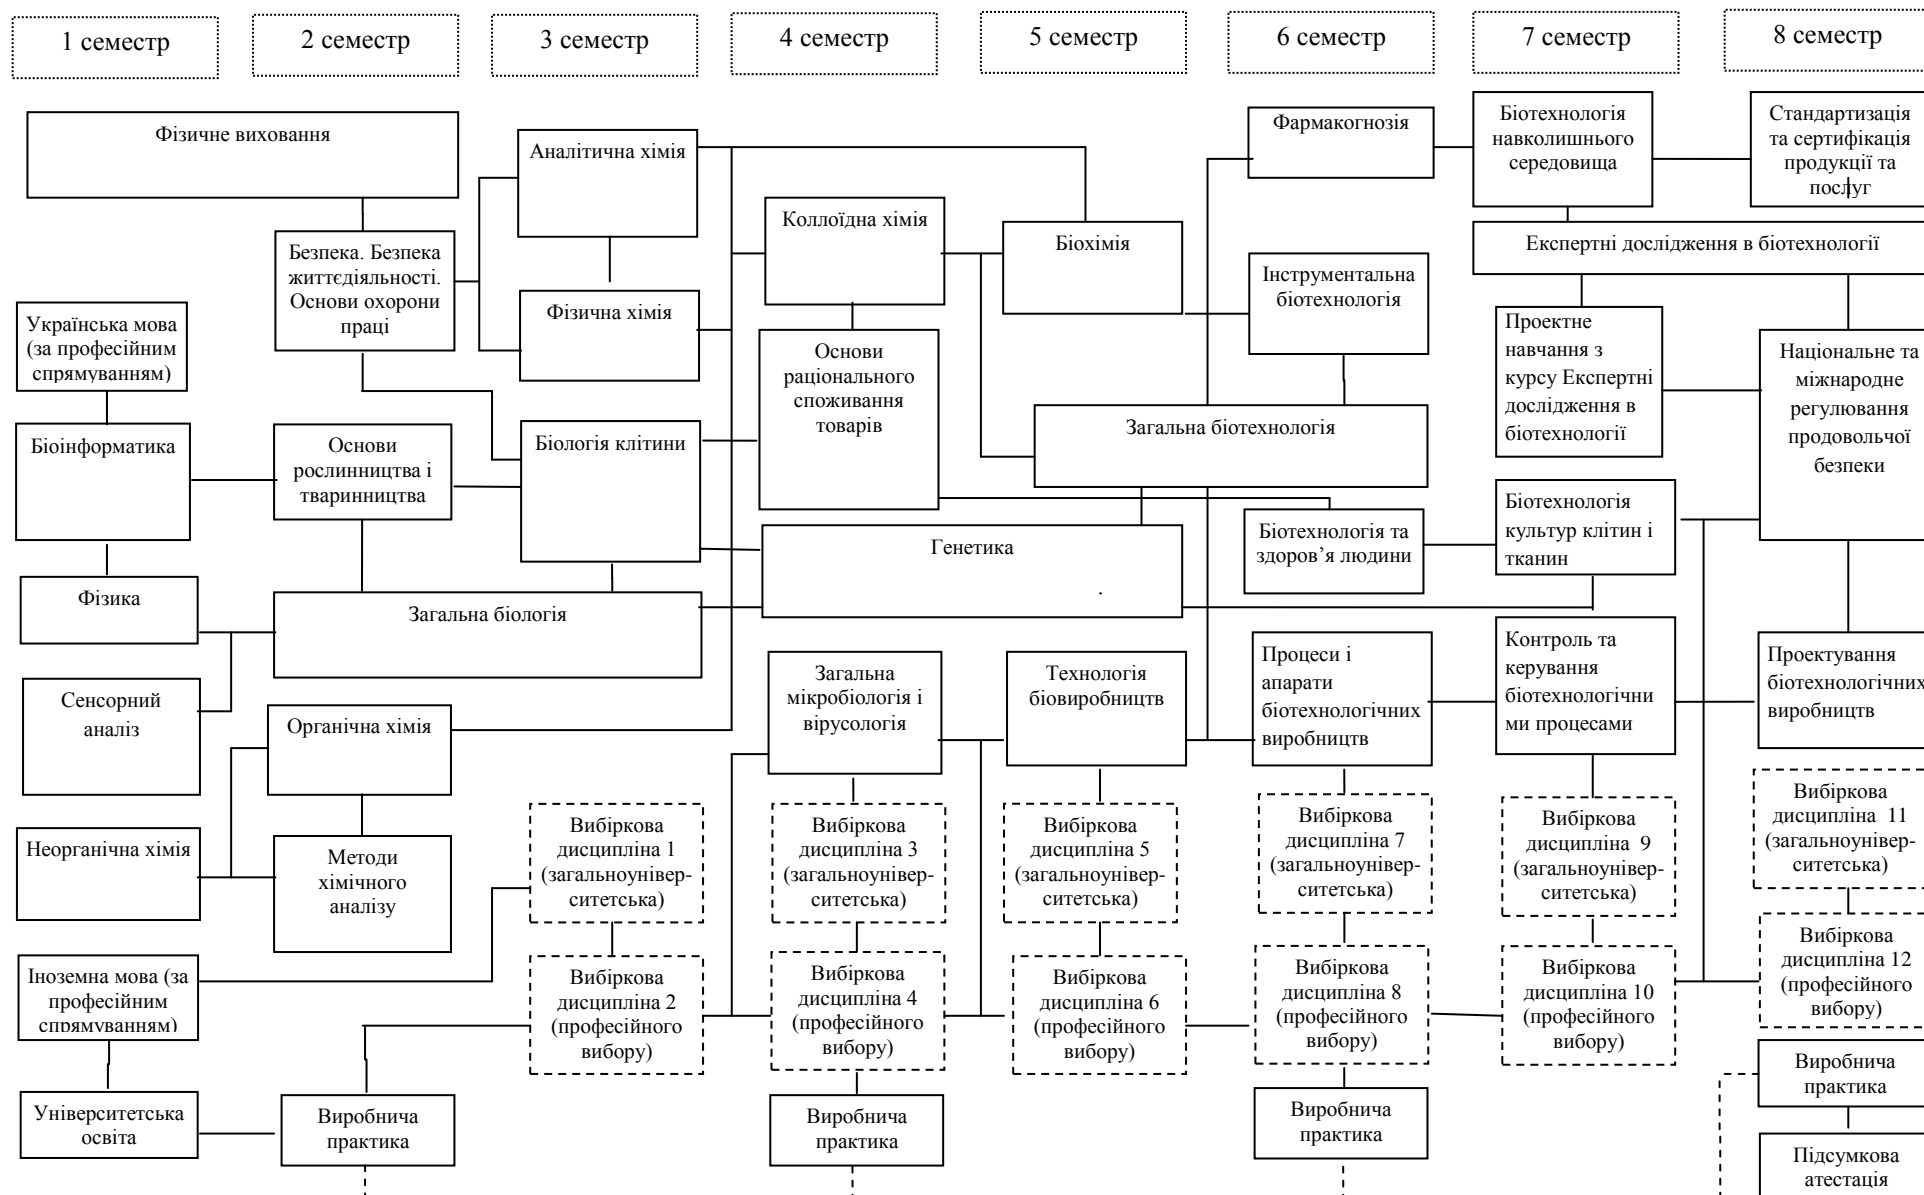 1 семестр
2 семестр
3 семестр
4 семестр
5 семестр
6 семестр
7 семестр
8 семестр
Фізичне виховання
Аналітична хімія
Фармакогнозія
Біотехнологія
навколишнього
середовища
Стандартизація
та сертифікація
продукції та
послуг
Безпека. Безпека
життєдіяльності.
Основи охорони
праці
Коллоїдна хімія
Біохімія
Експертні дослідження в біотехнології
Інструментальна
біотехнологія
Українська мова
(за професійним
спрямуванням)
Фізична хімія
Основи
раціонального
споживання
товарів
Проектне
навчання з
курсу Експертні
дослідження в
біотехнології
Національне та
міжнародне
регулювання
продовольчої
безпеки
Біоінформатика
Основи
рослинництва і
тваринництва
Біологія клітини
Загальна біотехнологія
Генетика
Біотехнологія та
здоров’я людини
Біотехнологія
культур клітин і
тканин
Фізика
Загальна біологія
Сенсорний
аналіз
Органічна хімія
Загальна
мікробіологія і
вірусологія
Технологія
біовиробництв
Процеси і
апарати
біотехнологічних
виробництв
Контроль та
керування
біотехнологічни
ми процесами
Проектування
біотехнологічних
виробництв
Неорганічна хімія
Методи
хімічного
аналізу
Вибіркова
дисципліна 1
(загальноунівер-
ситетська)
Вибіркова
дисципліна 3
(загальноунівер-
ситетська)
Вибіркова
дисципліна 5
(загальноунівер-
ситетська)
Вибіркова
дисципліна 7
(загальноунівер-
ситетська)
Вибіркова
дисципліна 9
(загальноунівер-
ситетська)
Вибіркова
дисципліна 11
(загальноунівер-
ситетська)
Іноземна мова (за
професійним
спрямуванням)
Вибіркова
дисципліна 2
(професійного
вибору)
Вибіркова
дисципліна 4
(професійного
вибору)
Вибіркова
дисципліна 6
(професійного
вибору)
Вибіркова
дисципліна 8
(професійного
вибору)
Вибіркова
дисципліна 10
(професійного
вибору)
Вибіркова
дисципліна 12
(професійного
вибору)
Університетська
освіта
Виробнича
практика
Виробнича
практика
Виробнича
практика
Виробнича
практика
Підсумкова
атестація